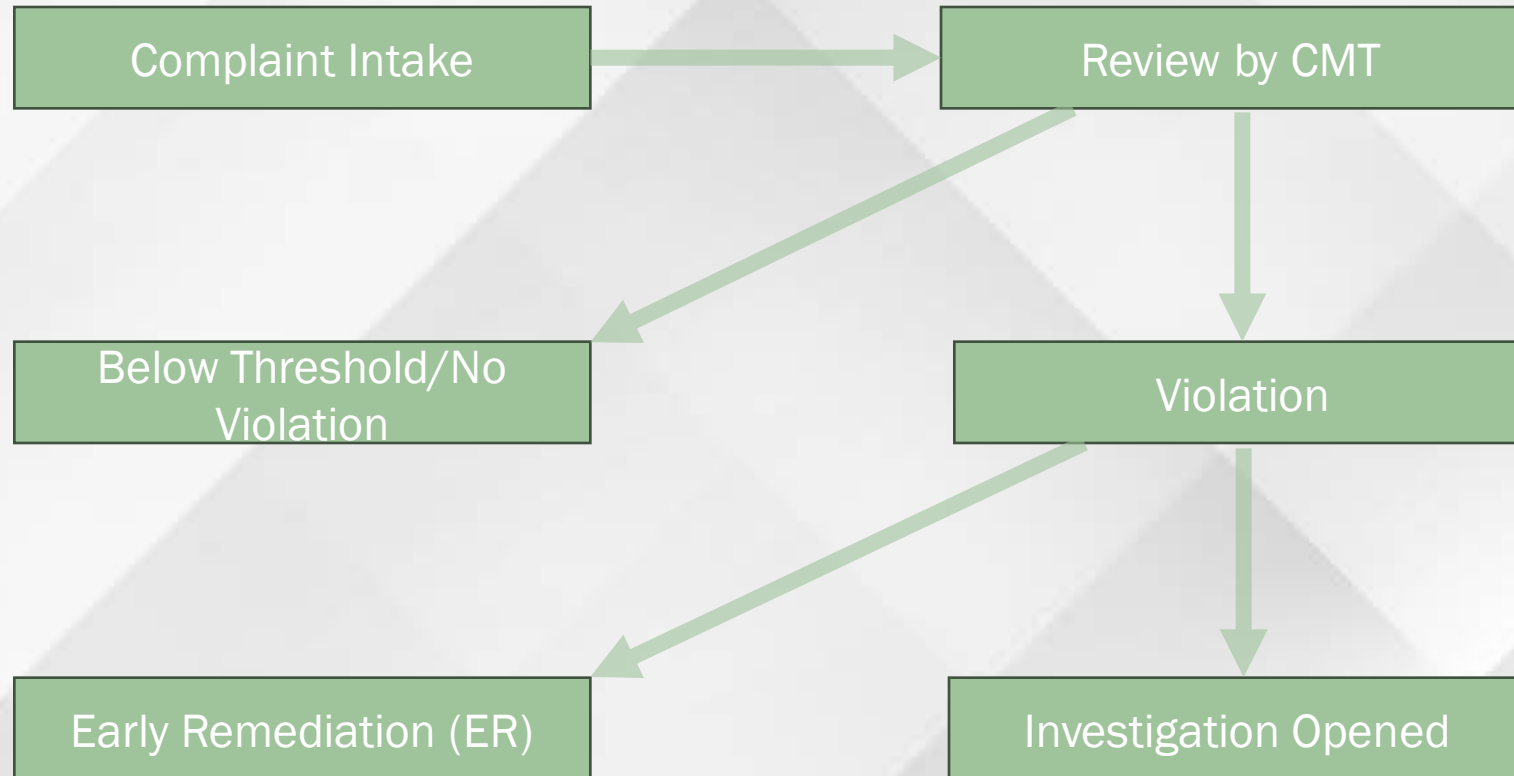 Complaint Intake
Review by CMT
Below Threshold/No
Violation
Violation
Early Remediation (ER)
Investigation Opened